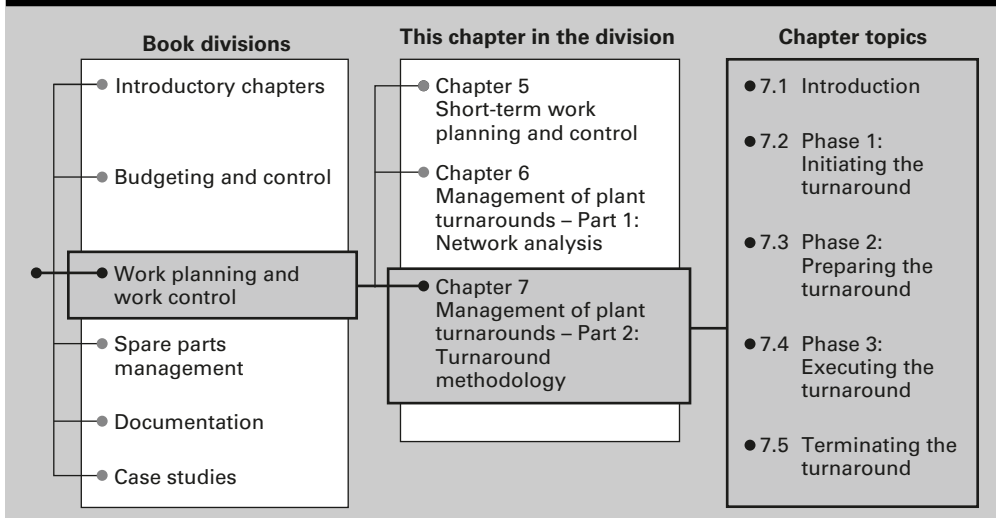 Book divisions
Introductory chapters
Budgeting and control
Work planning and
work control
Spare parts
management
Documentation
Case studies
This chapter in the division
Chapter 5
Short-term work
planning and control
Chapter 6
Management of plant
turnarounds – Part 1:
Network analysis
Chapter 7
Management of plant
turnarounds – Part 2:
Turnaround
methodology
Chapter topics
7.1 Introduction
7.2 Phase 1:
Initiating the
turnaround
7.3 Phase 2:
Preparing the
turnaround
7.4 Phase 3:
Executing the
turnaround
7.5 Terminating the
turnaround